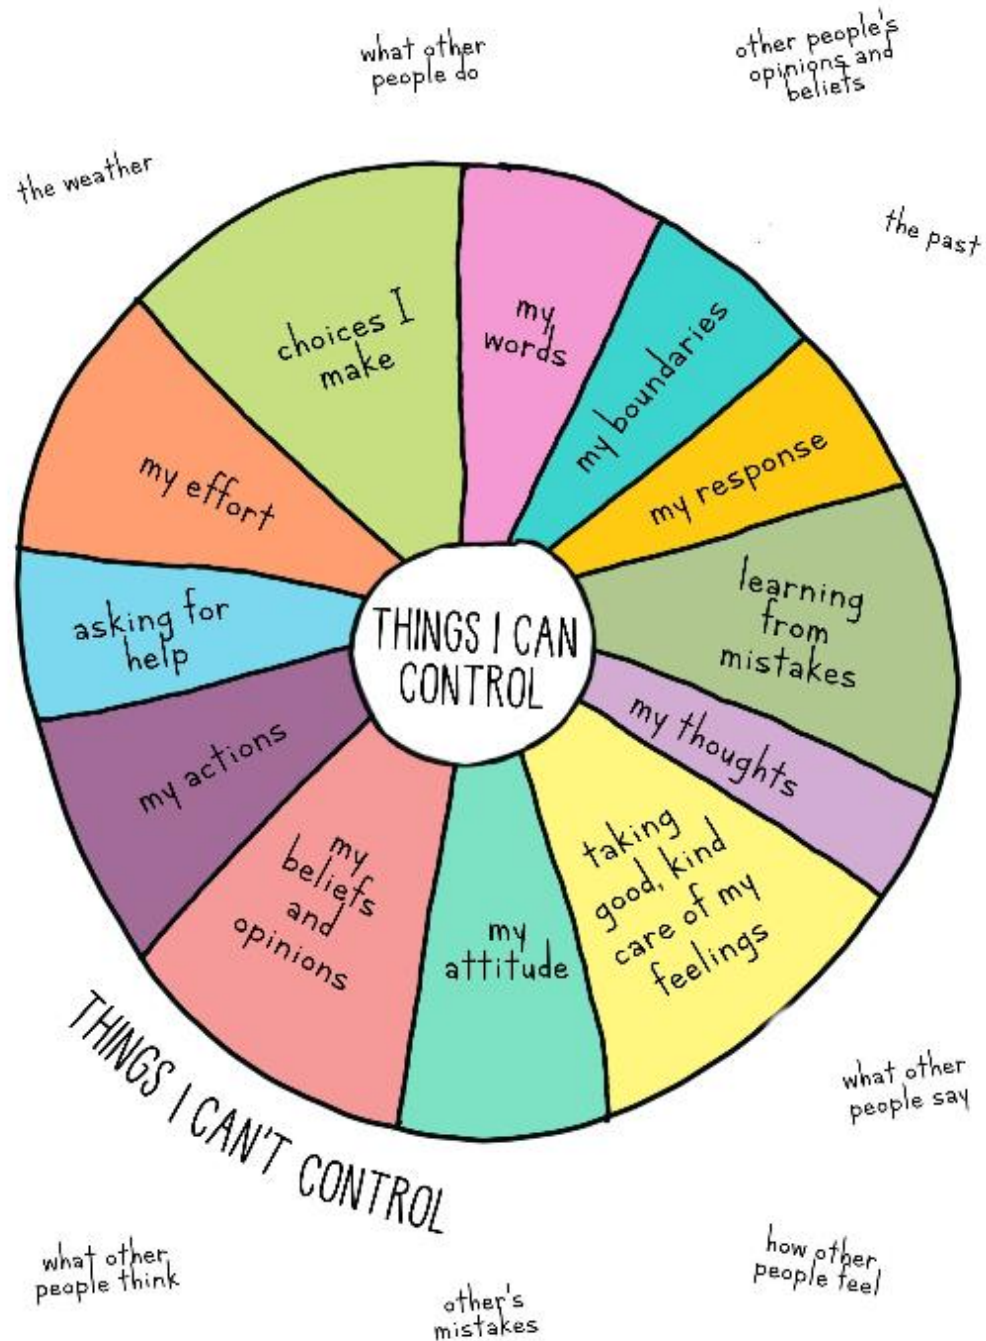 what other
people do
other people's
opinions and
beliefs
the weather
the past
choices I
make
my
words
my boundaries
my response
my effort
learning
from
mistakes
asking for
help
THINGS I CAN
CONTROL
my thoughts
my actions
my
beliefs
and
opinions
my
attitude
taking
good, kind
care of my
feelings
THINGS I CAN'T CONTROL
what other
people say
what other
people think
other's
mistakes
how other
people feel